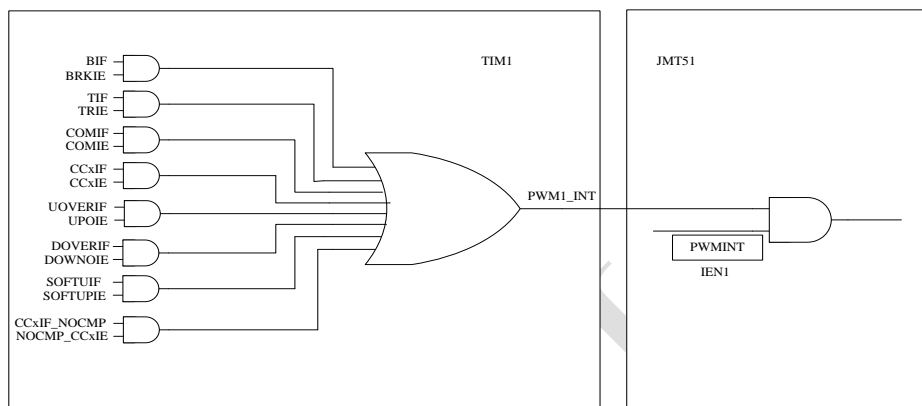 TIM1
BIF
BRKIE
TIF
TRIE
COMIF
COMIE
CCxIF
CCxIE
UOVERIF
UPOIE
DOVERIF
DOWNOIE
SOFTUIF
SOFTUPIE
CCxIF_NOCMP
NOCMP_CCxIE
PWM1_INT
JMT51
PWMINT
IEN1